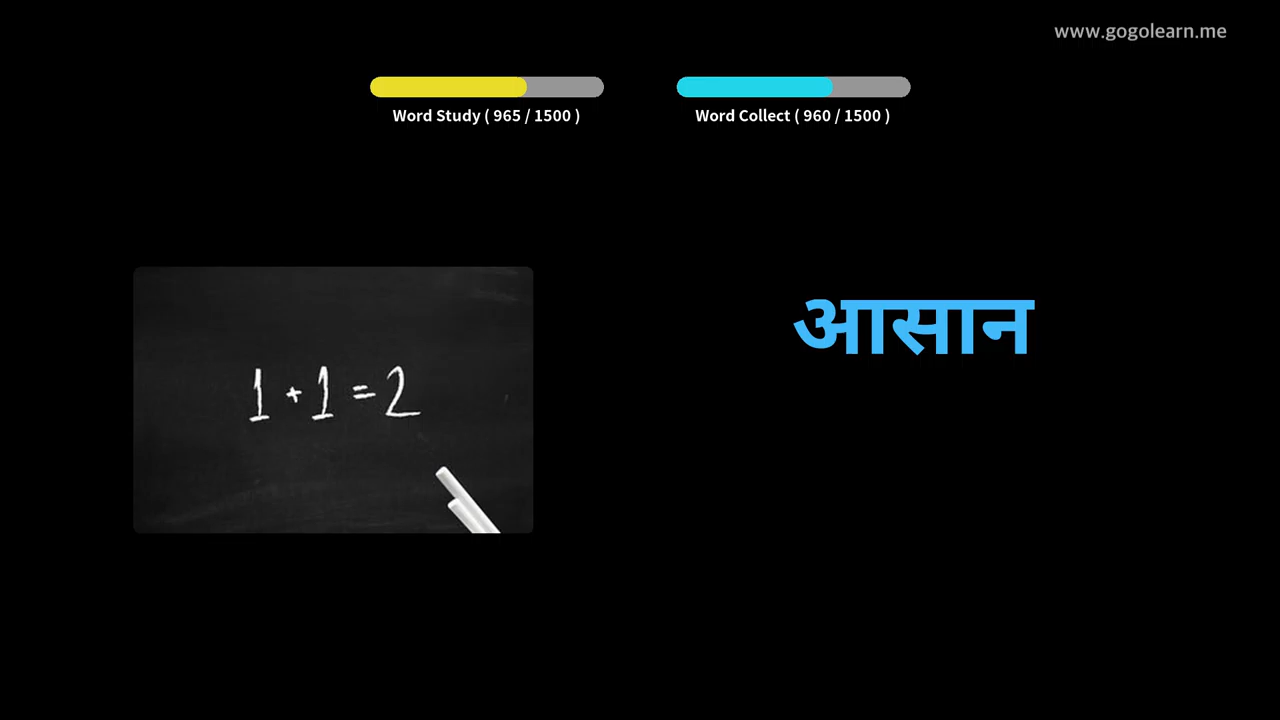 www.gogolearn.me
Word Study ( 965 / 1500 )
Word Collect ( 960 / 1500 )
1 + 1 = 2
आसान